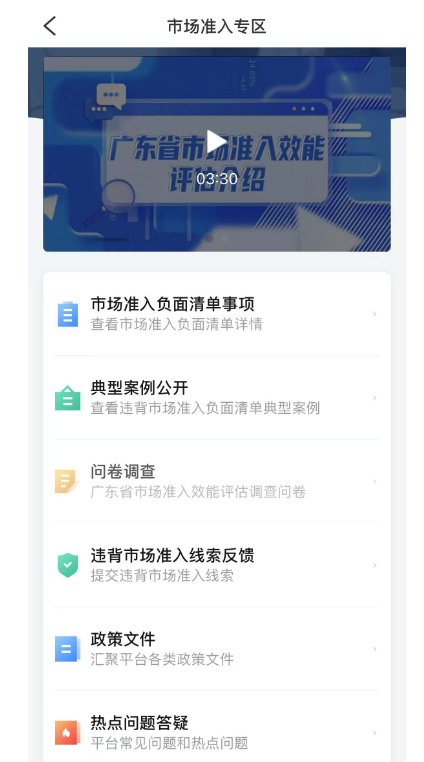 市场准入专区
广东省市场准入效能
评估介绍
03:30
市场准入负面清单事项
查看市场准入负面清单详情
典型案例公开
查看违背市场准入负面清单典型案例
问卷调查
广东省市场准入效能评估调查问卷
违背市场准入线索反馈
提交违背市场准入线索
政策文件
汇聚平台各类政策文件
热点问题答疑
平台常见问题和热点问题